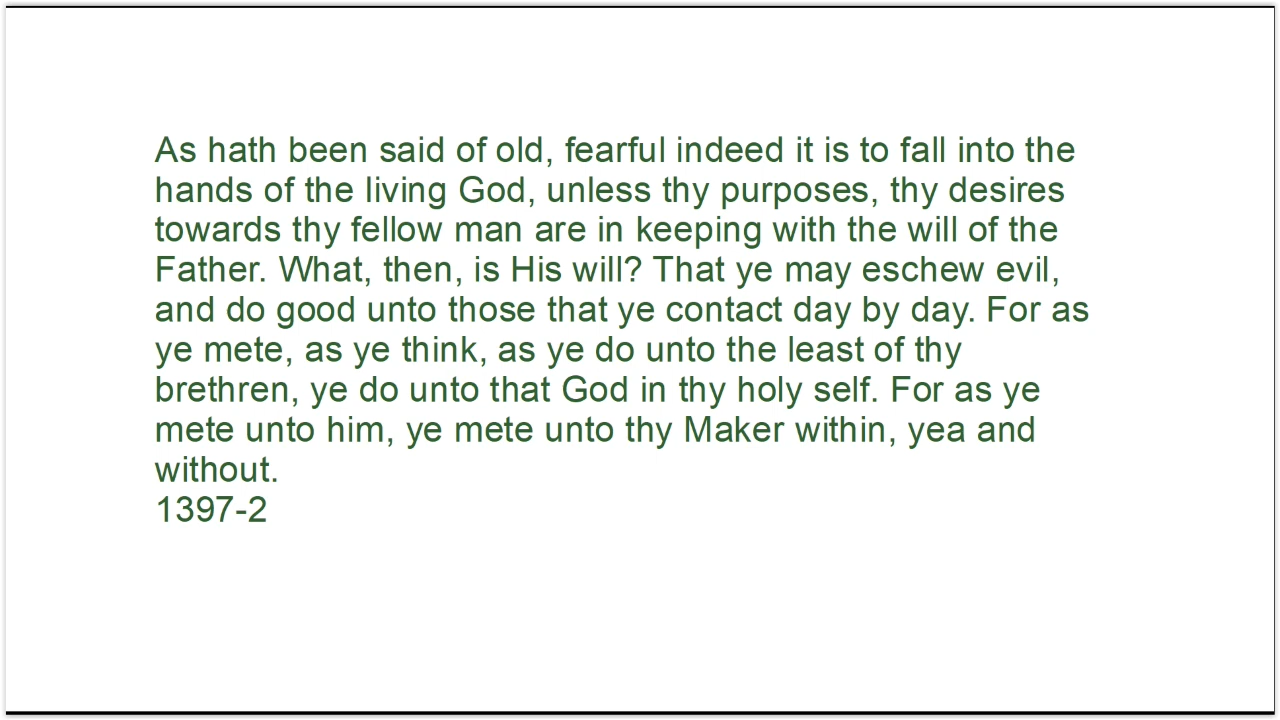 As hath been said of old, fearful indeed it is to fall into the
hands of the living God, unless thy purposes, thy desires
towards thy fellow man are in keeping with the will of the
Father. What, then, is His will? That ye may eschew evil,
and do good unto those that ye contact day by day. For as
ye mete, as ye think, as ye do unto the least of thy
brethren, ye do unto that God in thy holy self. For as ye
mete unto him, ye mete unto thy Maker within, yea and
without.
1397-2